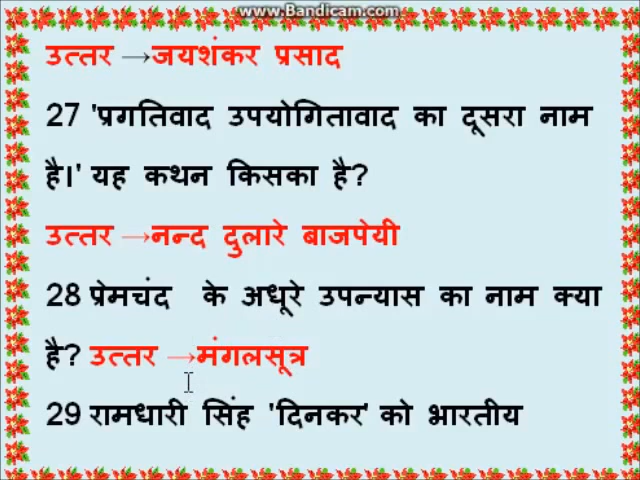 www.Bandicam.com
उत्तर →जयशंकर प्रसाद
27 'प्रगतिवाद उपयोगितावाद का दूसरा नाम
है।' यह कथन किसका है?
उत्तर →नन्द दुलारे बाजपेयी
28 प्रेमचंद के अधूरे उपन्यास का नाम क्या
है? उत्तर →मंगलसूत्र
29 रामधारी सिंह 'दिनकर' को भारतीय